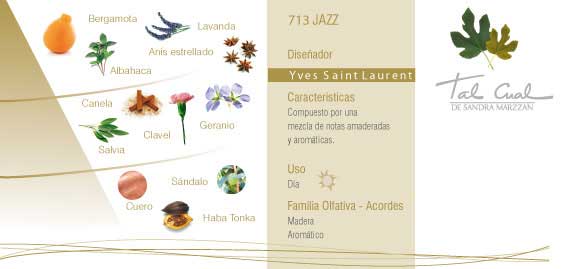 Bergamota
Lavanda
Anis estrellado
Albahaca
Canela
Clavel
Geranio
Salvia
Sándalo
Cuero
Haba Tonka
713 JAZZ
Diseñador
Yves Saint Laurent
Caracteristicas
Compuesto por una
mezcla de notas amaderadas
y aromáticas.
Uso
Día
Familia Olfativa - Acordes
Madera
Aromático
Tal Cual
DE SANDRA MARZZAN